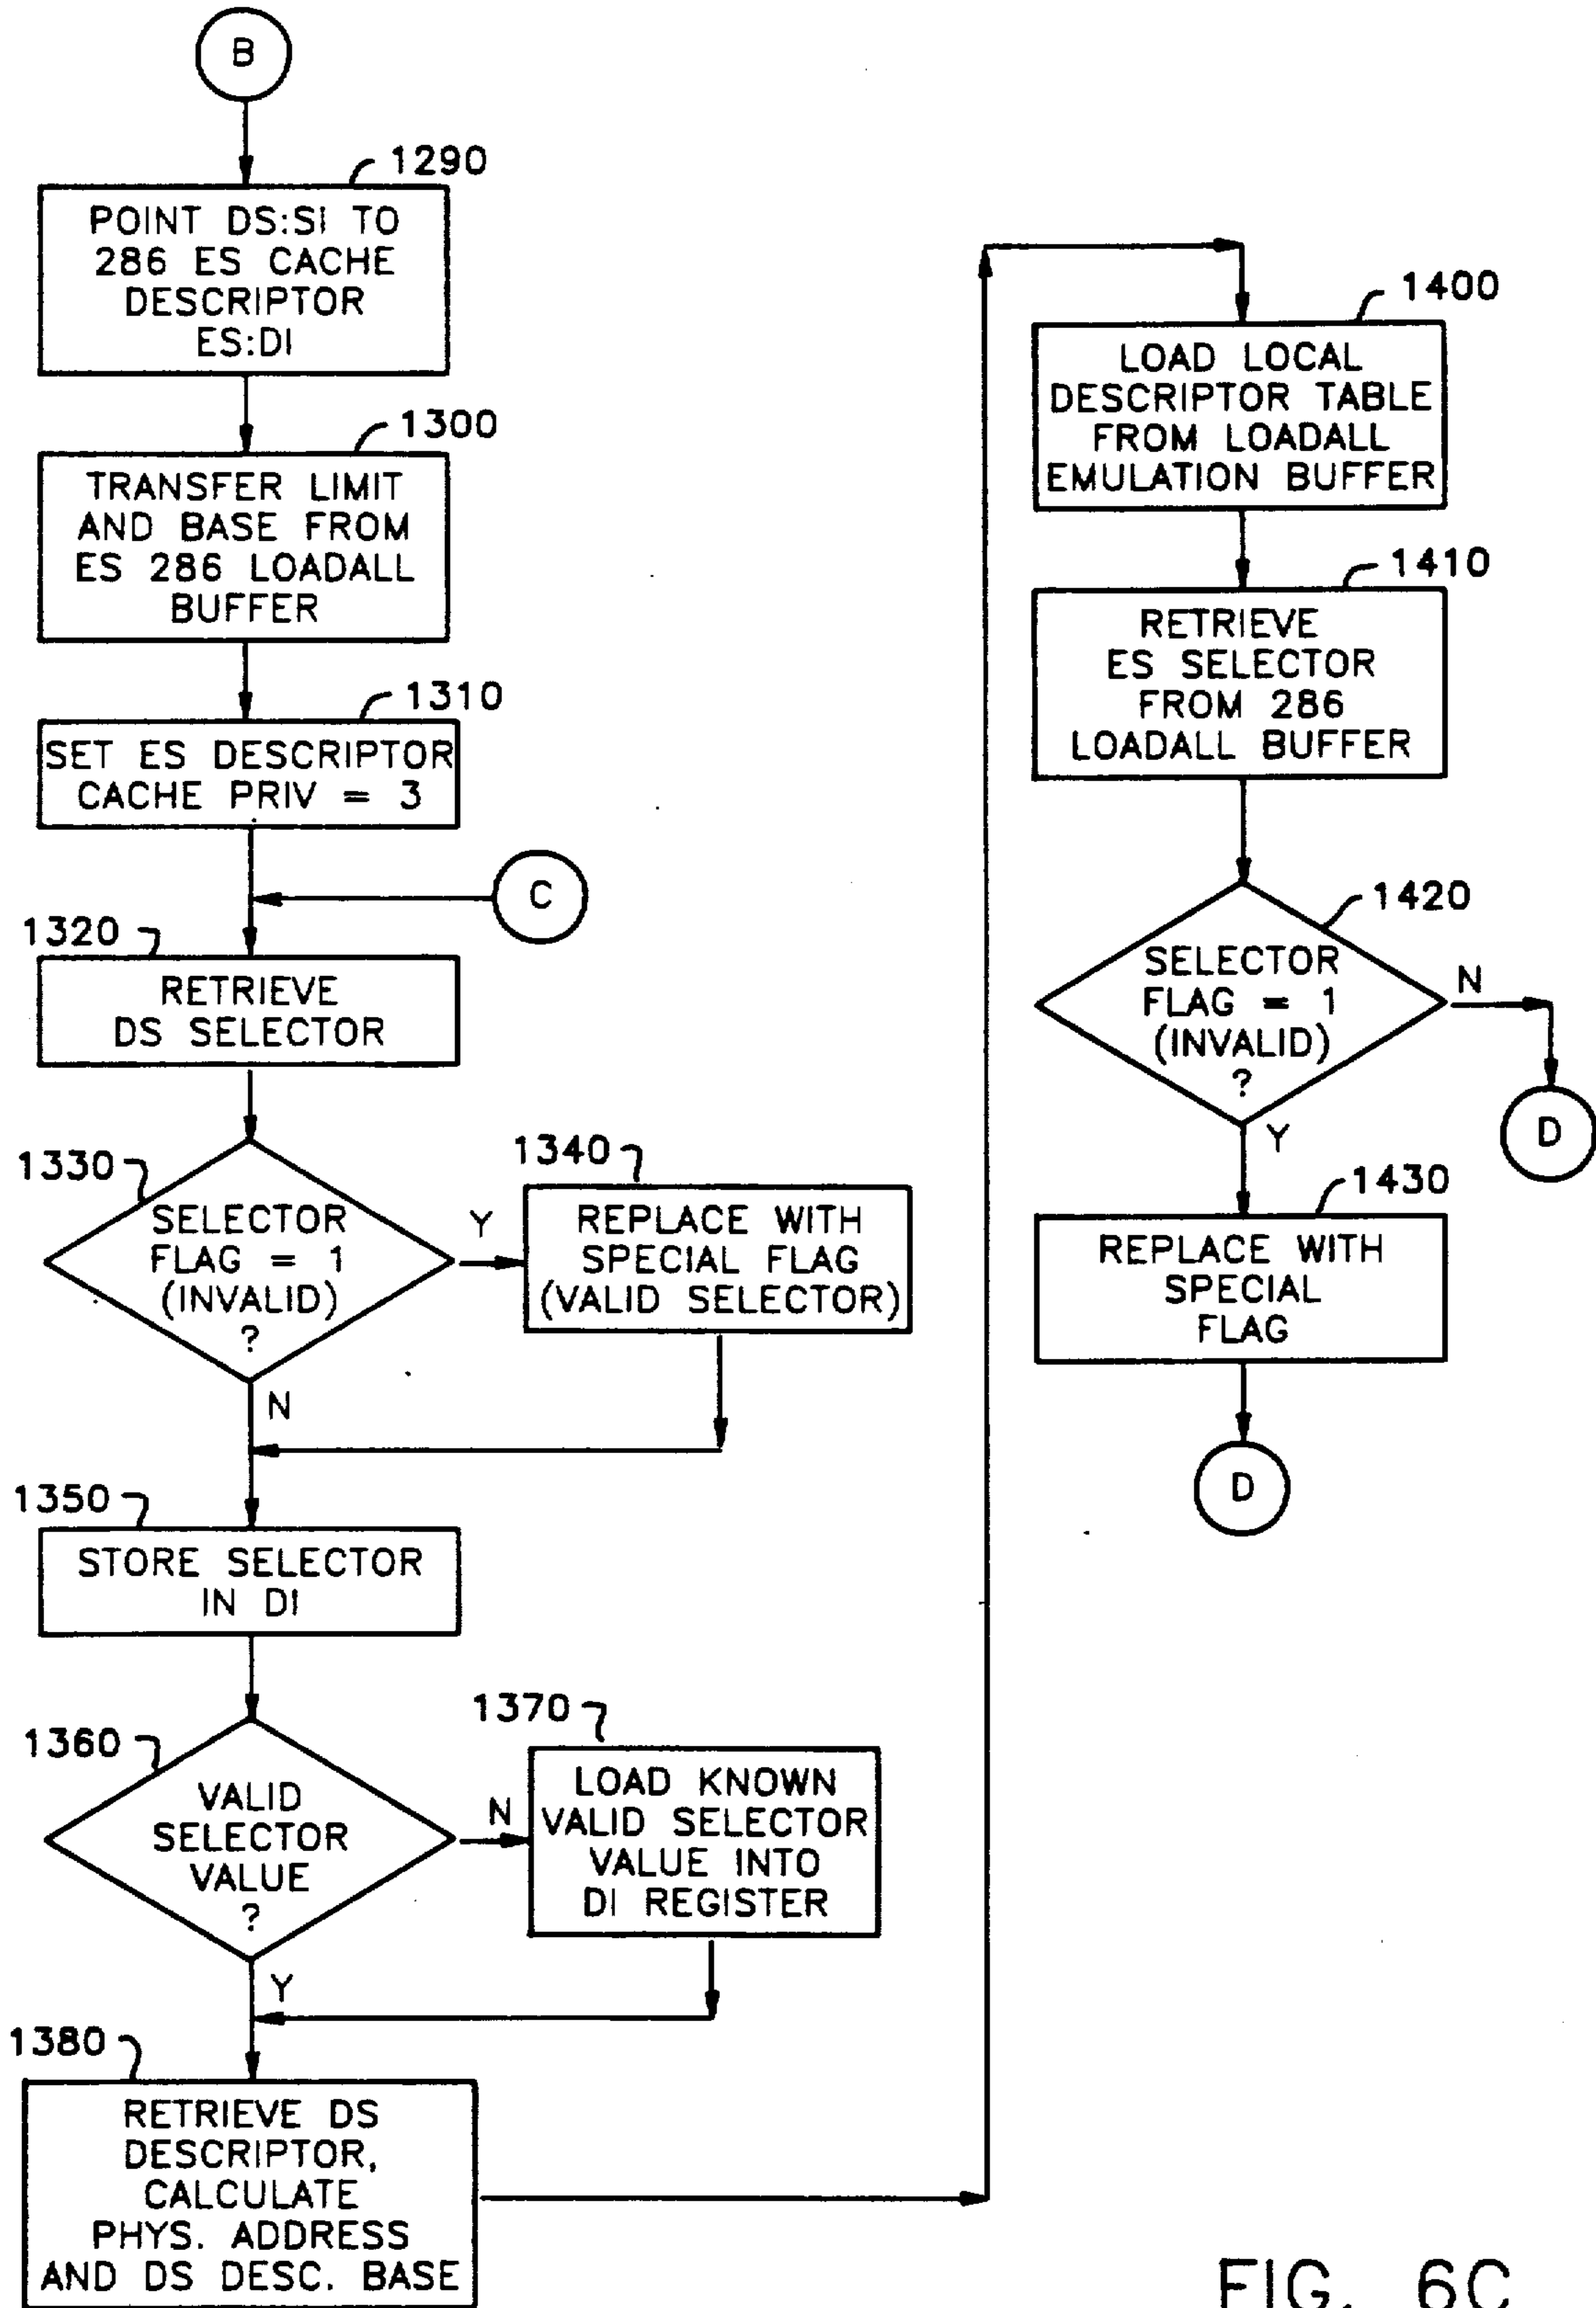 B
1290
POINT DS:SI TO
286 ES CACHE
DESCRIPTOR
ES:DI
1300
TRANSFER LIMIT
AND BASE FROM
ES 286 LOADALL
BUFFER
1310
SET ES DESCRIPTOR
CACHE PRIV = 3
C
1320
RETRIEVE
DS SELECTOR
1330
SELECTOR
FLAG = 1
(INVALID)
?
Y
N
1340
REPLACE WITH
SPECIAL FLAG
(VALID SELECTOR)
1350
STORE SELECTOR
IN DI
1360
VALID
SELECTOR
VALUE
?
N
Y
1370
LOAD KNOWN
VALID SELECTOR
VALUE INTO
DI REGISTER
1380
RETRIEVE DS
DESCRIPTOR,
CALCULATE
PHYS. ADDRESS
AND DS DESC. BASE
1400
LOAD LOCAL
DESCRIPTOR TABLE
FROM LOADALL
EMULATION BUFFER
1410
RETRIEVE
ES SELECTOR
FROM 286
LOADALL BUFFER
1420
SELECTOR
FLAG = 1
(INVALID)
?
N
D
Y
1430
REPLACE WITH
SPECIAL
FLAG
D
FIG. 6C